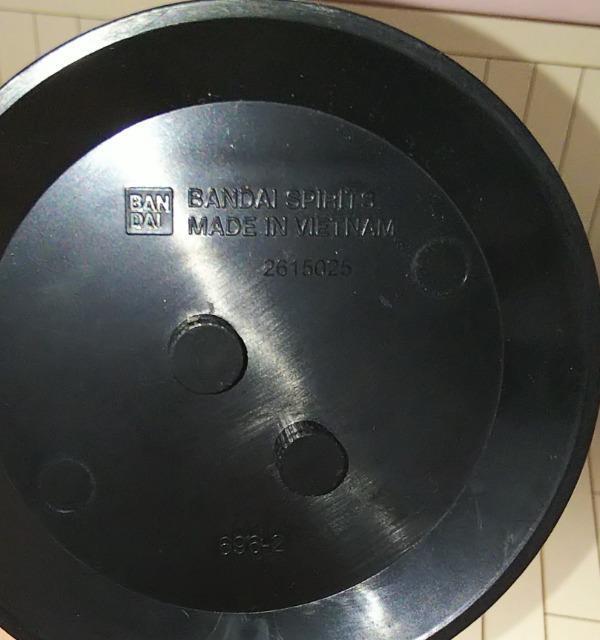 BAN
DAI
BANDAI SPIRITS
MADE IN VIETNAM
2615025
696-2